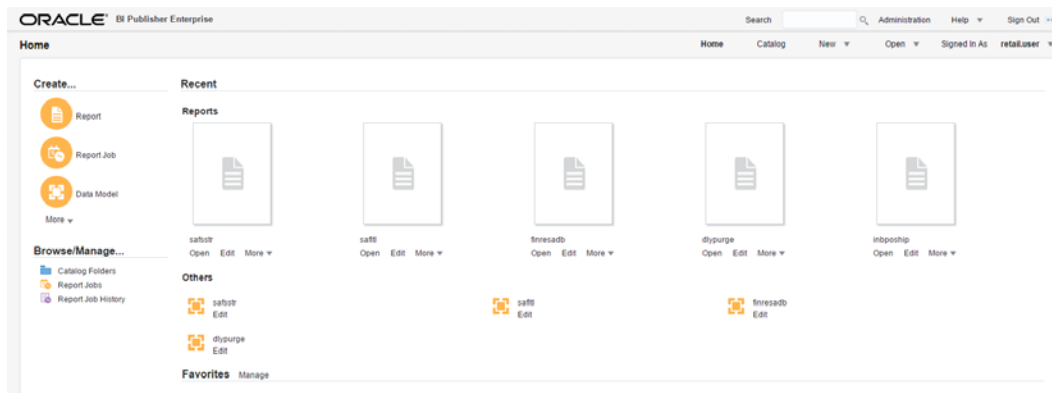 ORACLE® BI Publisher Enterprise
Search Administration Help Sign Out
Home
Home Catalog New Open Signed In As retail.user
Create...
Report
Report Job
Data Model
More
Browse/Manage...
Catalog Folders
Report Jobs
Report Job History
Recent
Reports
safsstr safitl finresadb dlypurge inbpoship
Open Edit More Open Edit More Open Edit More Open Edit More Open Edit More
Others
safsstr safitl finresadb
Edit Edit Edit
dlypurge
Edit
Favorites Manage